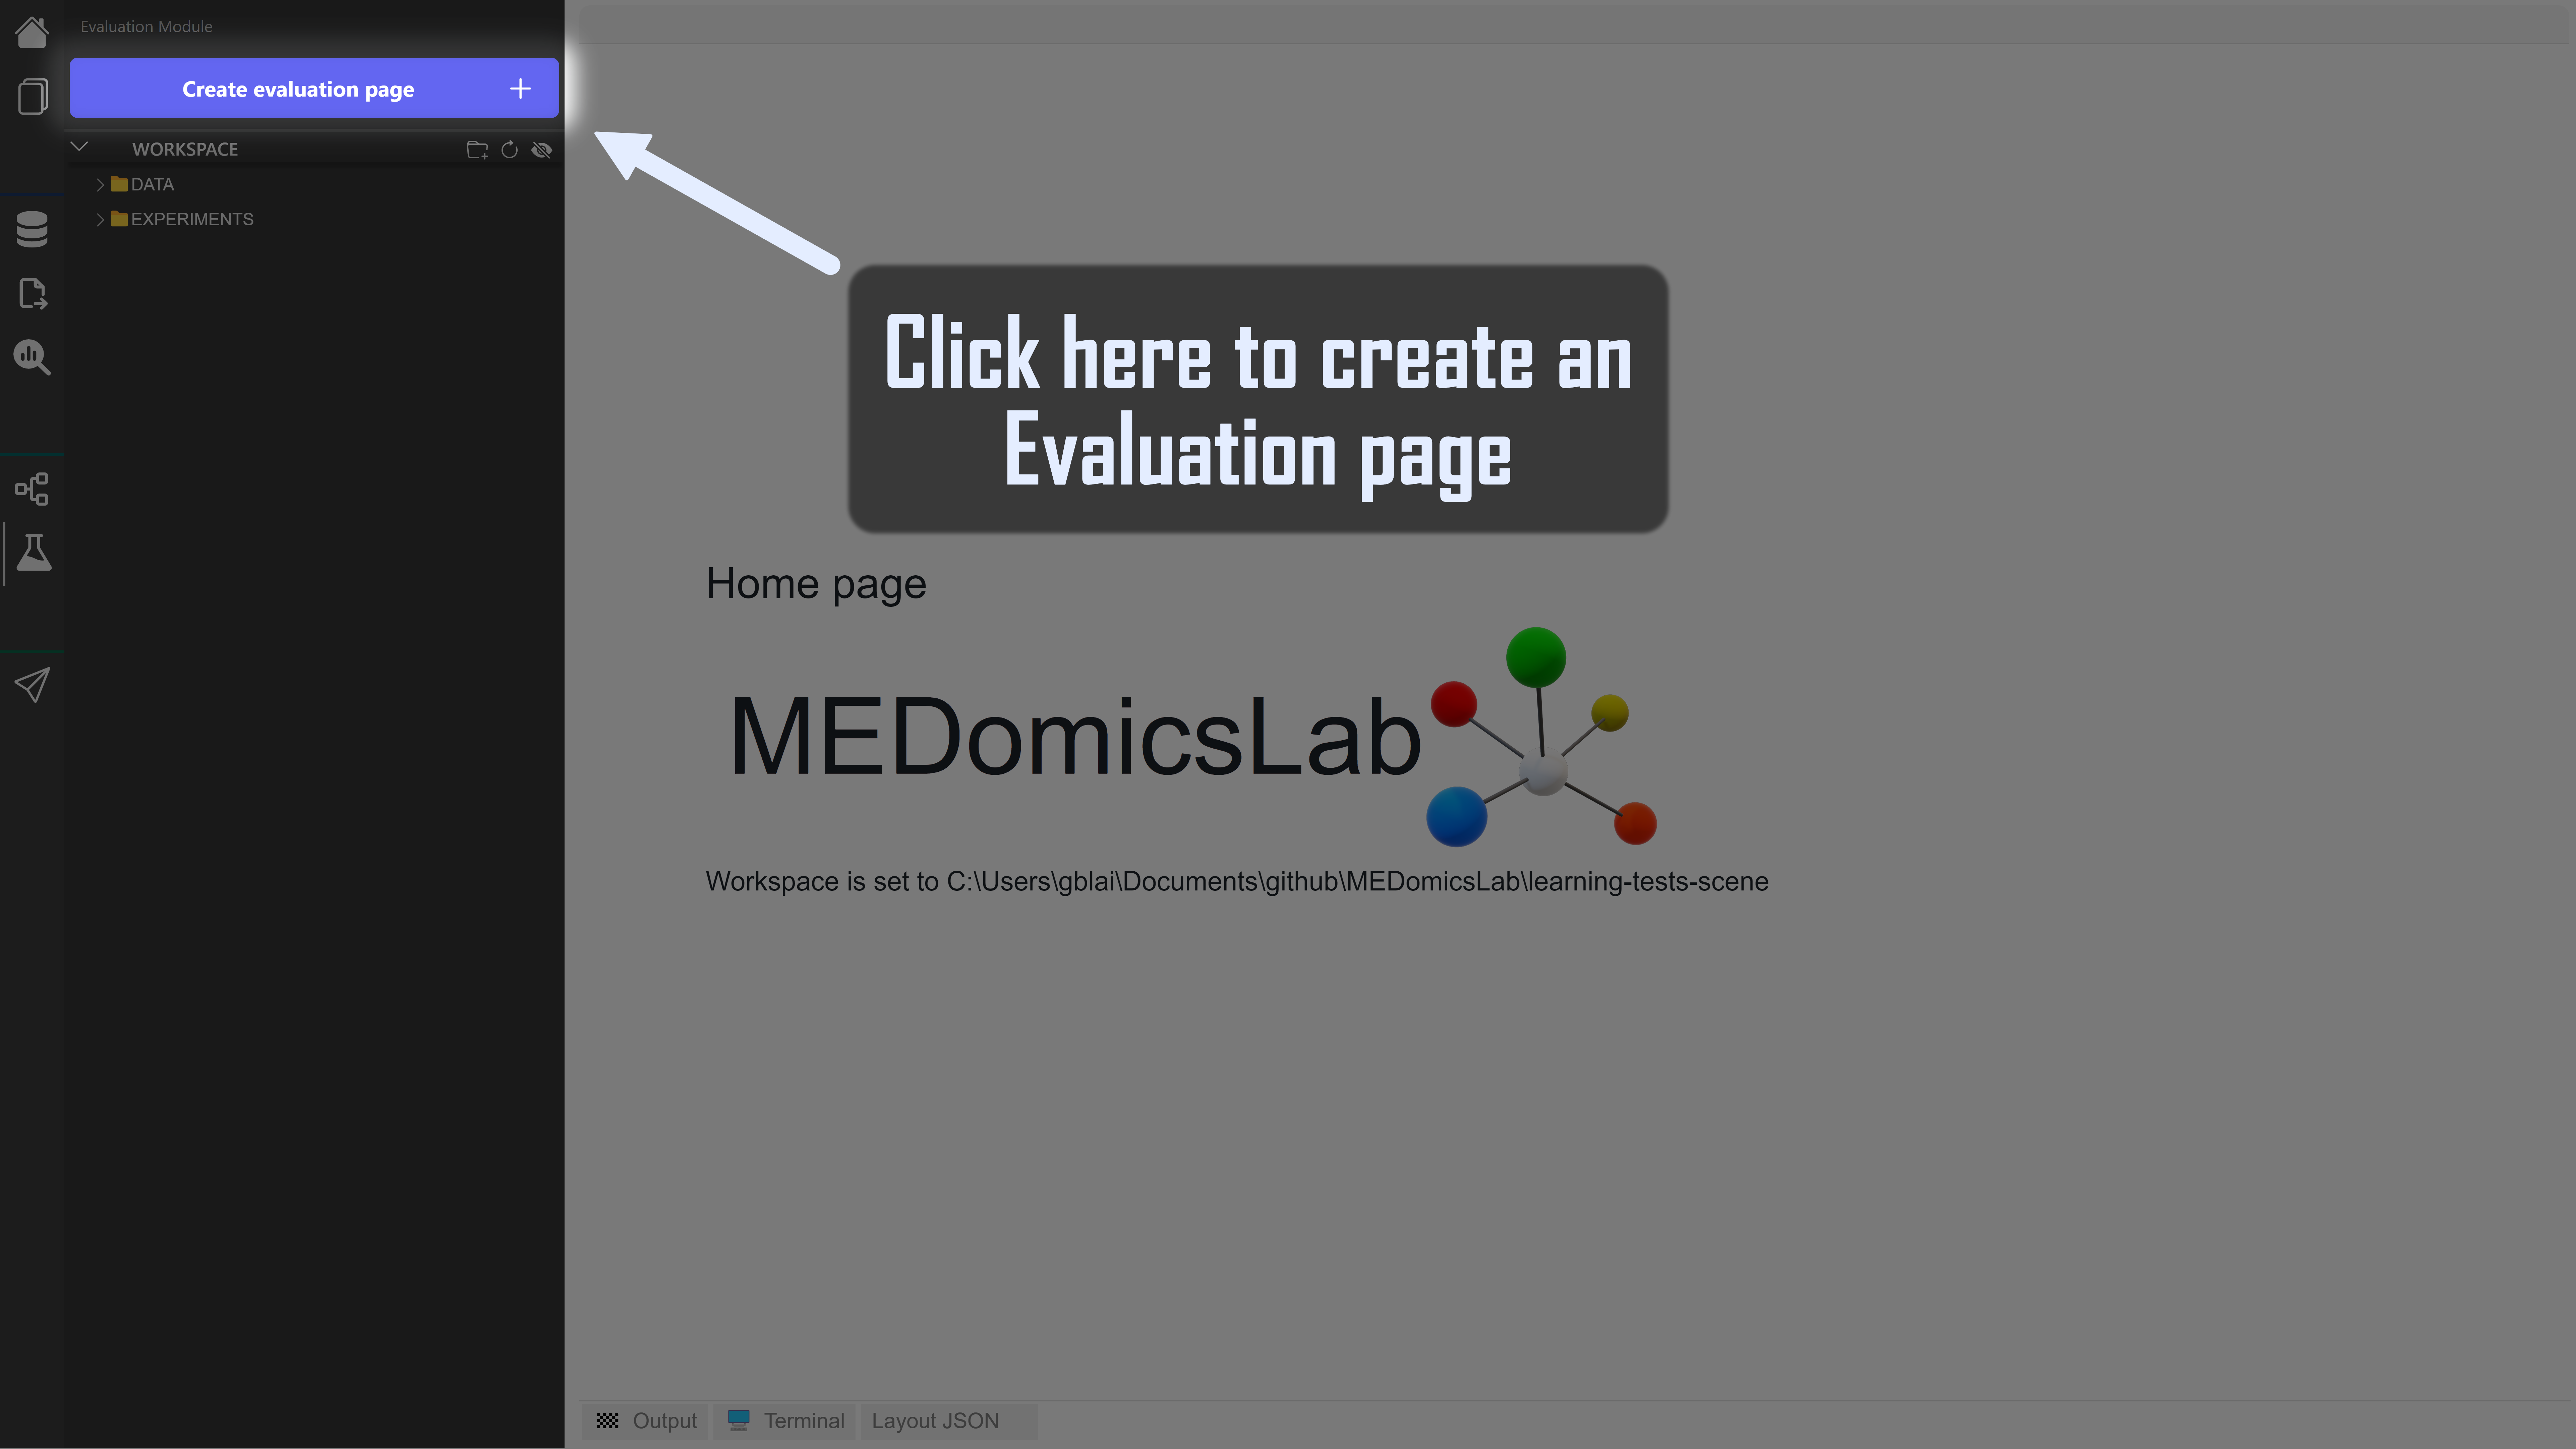 Evaluation Module
Create evaluation page
WORKSPACE
DATA
EXPERIMENTS
Click here to create an
Evaluation page
Home page
MEDomicsLab
Workspace is set to C:\Users\gblai\Documents\github\MEDomicsLab\learning-tests-scene
Output Terminal Layout JSON